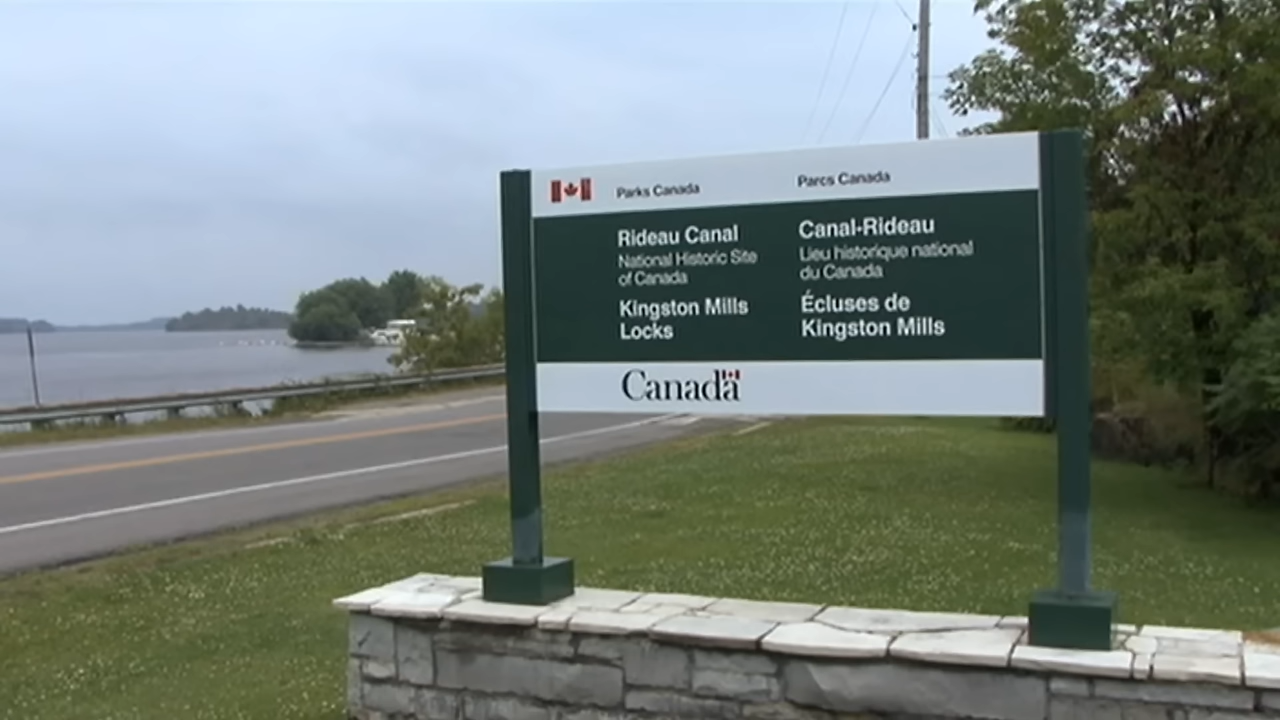 Parks Canada
Parcs Canada
Rideau Canal
National Historic Site
of Canada
Kingston Mills
Locks
Canal-Rideau
Lieu historique national
du Canada
Écluses de
Kingston Mills
Canada